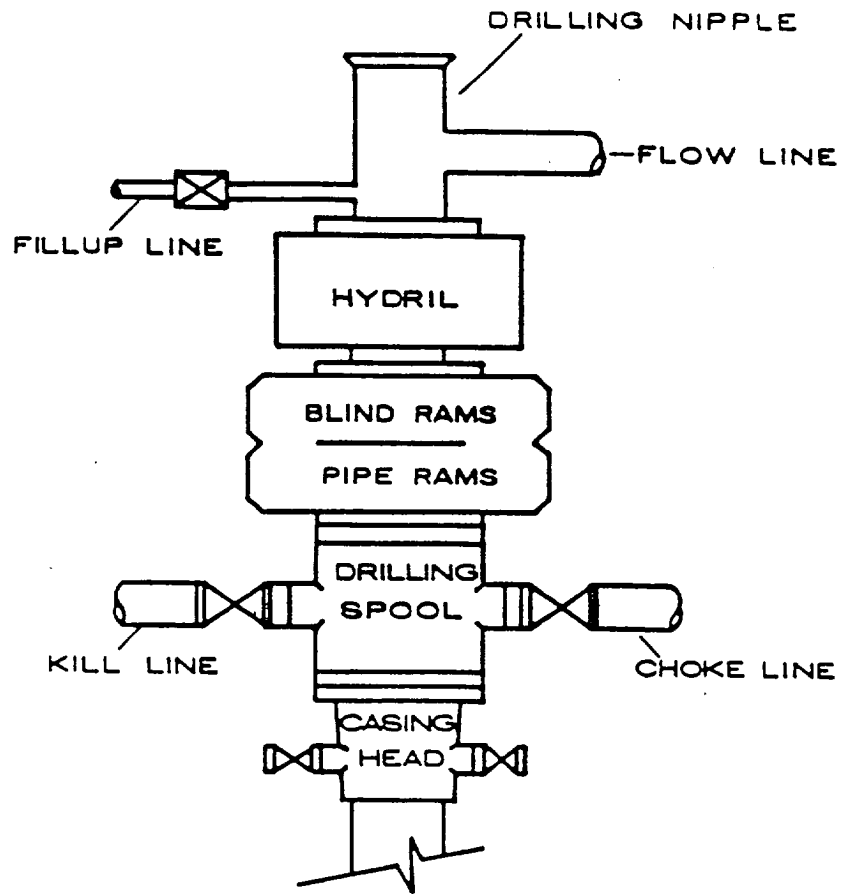 DRILLING NIPPLE
FLOW LINE
FILLUP LINE
HYDRIL
BLIND RAMS
PIPE RAMS
DRILLING
SPOOL
KILL LINE
CHOKE LINE
CASING
HEAD